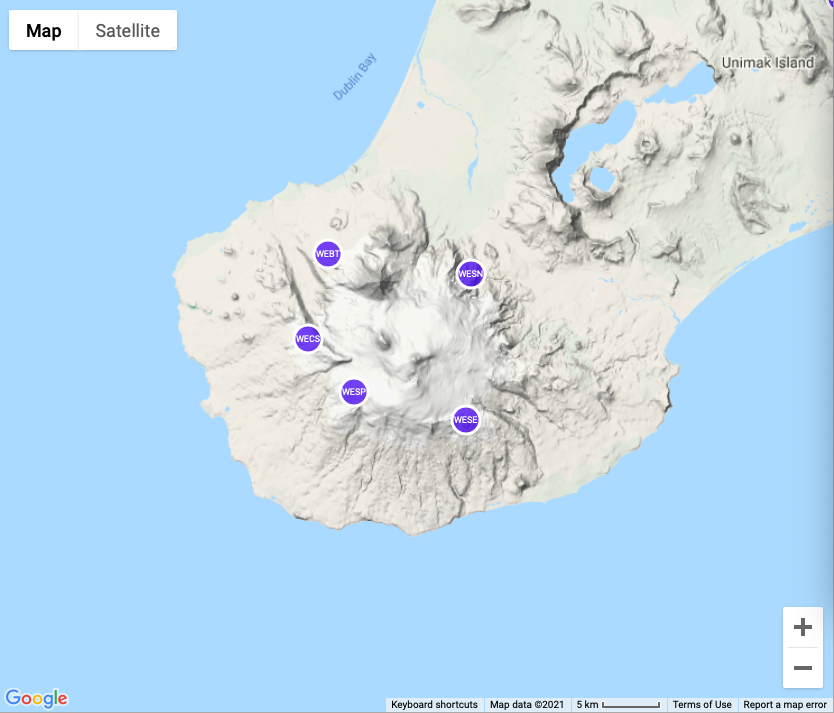 Map
Satellite
Dublin Bay
Unimak Island
WEBT
WESN
WECS
WESP
WESE
Google
Keyboard shortcuts
Map data ©2021
5 km
Terms of Use
Report a map error